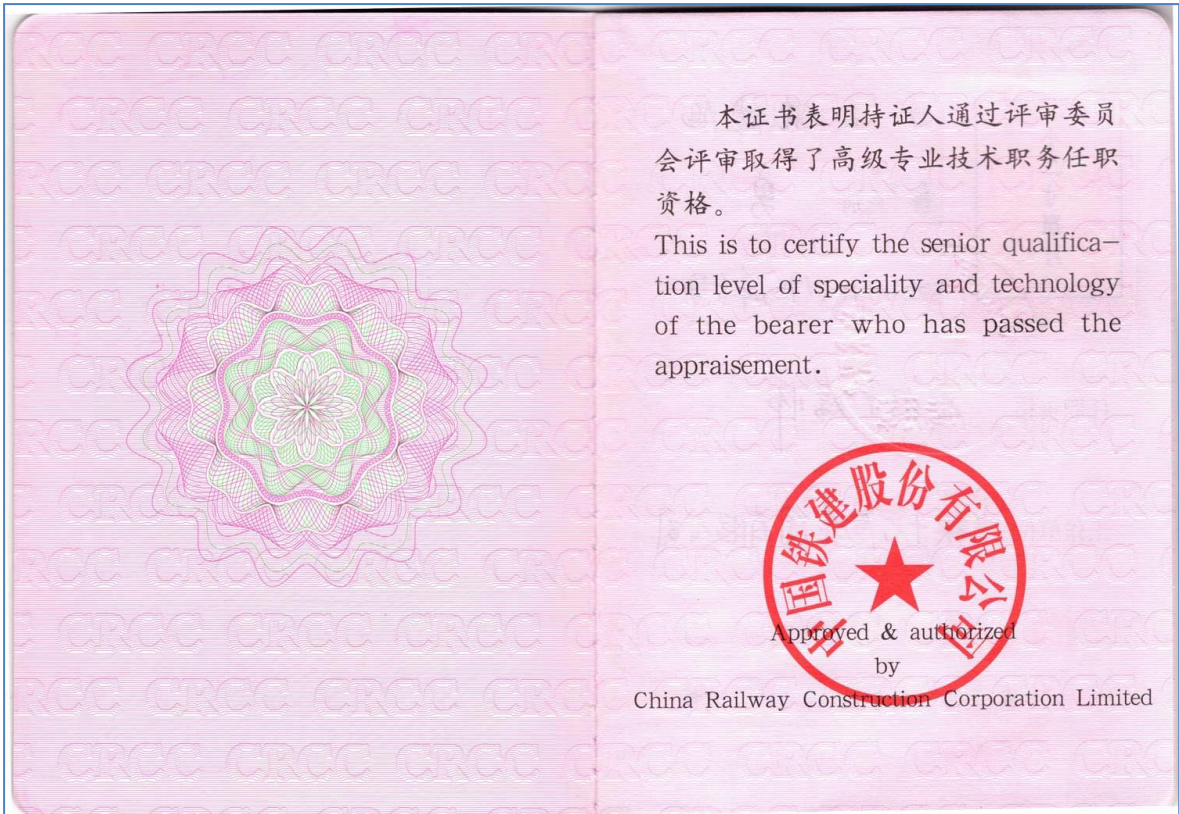 本证书表明持证人通过评审委员
会评审取得了高级专业技术职务任职
资格。
This is to certify the senior qualifica-
tion level of speciality and technology
of the bearer who has passed the
appraisement.
中国铁建股份有限公司
Approved & authorized
by
China Railway Construction Corporation Limited